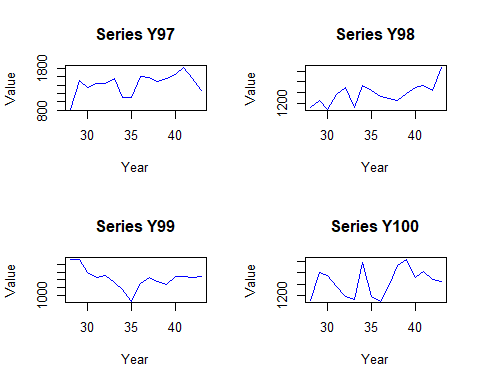 Series Y97
Value
800 1800
30 35 40
Year
Series Y98
Value
1200
30 35 40
Year
Series Y99
Value
1000
30 35 40
Year
Series Y100
Value
1200
30 35 40
Year